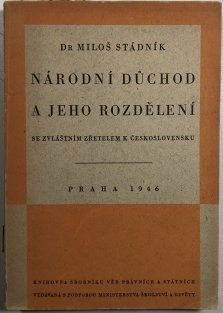 DR MILOŠ STÁDNÍK
NÁRODNÍ DŮCHOD
A JEHO ROZDĚLENÍ
SE ZVLÁŠTNÍM ZŘETELEM K ČESKOSLOVENSKU
PRAHA 1946
KNIHOVNA SBORNÍKU VĚD PRÁVNÍCH A STÁTNÍCH
VYDÁVANÁ S PODPOROU MINISTERSTVA ŠKOLSTVÍ A OSVĚTY